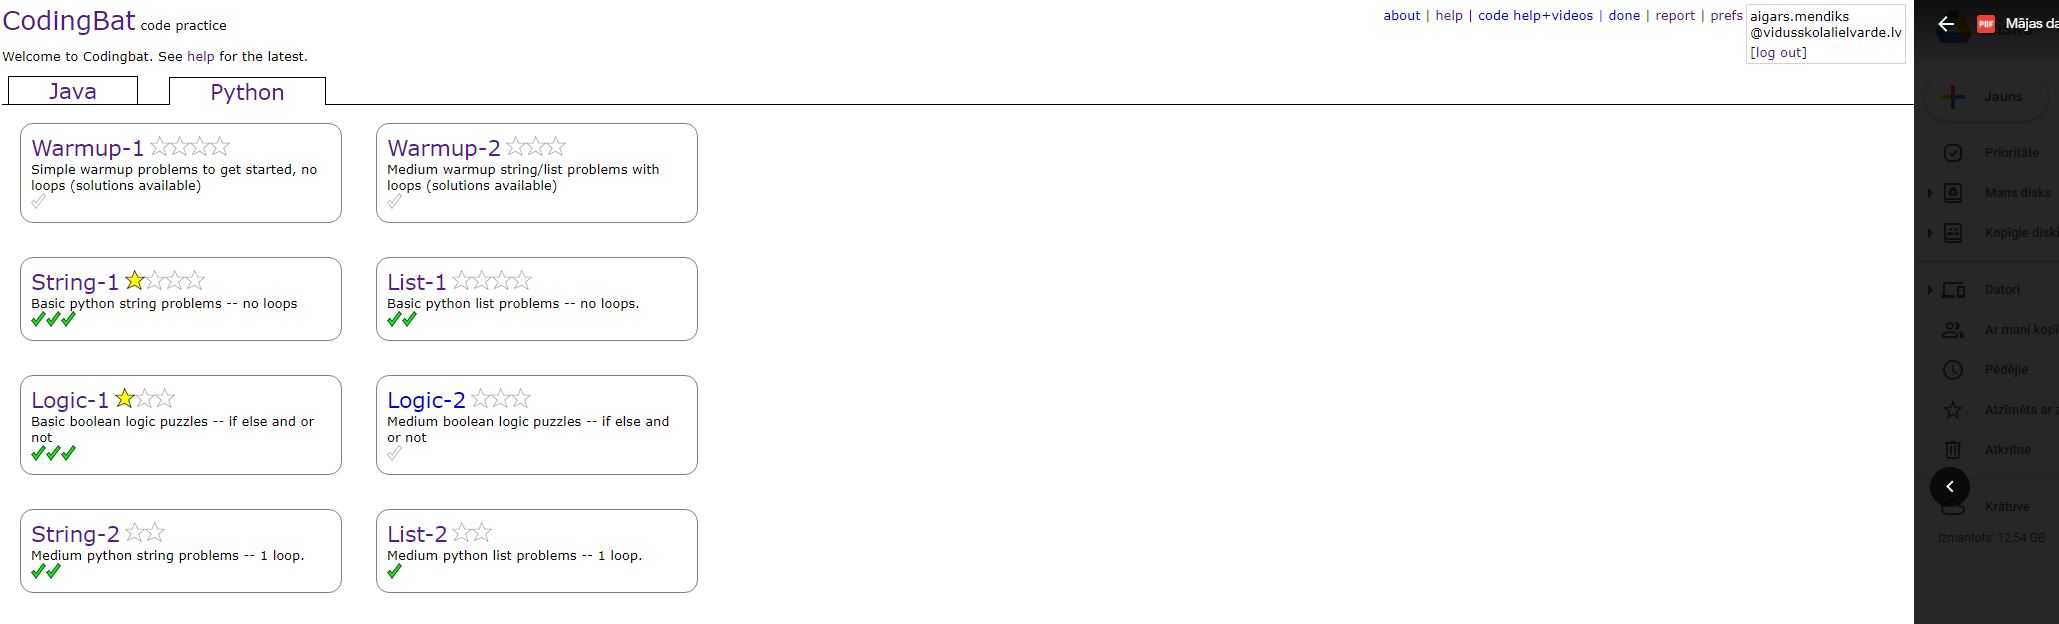 CodingBat code practice
about | help | code help+videos | done | report | prefs
aigars.mendiks
@vidusskolalielvarde.lv
[log out]
Welcome to Codingbat. See help for the latest.
Java
Python
Warmup-1
Simple warmup problems to get started, no
loops (solutions available)
Warmup-2
Medium warmup string/list problems with
loops (solutions available)
String-1
Basic python string problems -- no loops
List-1
Basic python list problems -- no loops.
Logic-1
Basic boolean logic puzzles -- if else and or
not
Logic-2
Medium boolean logic puzzles -- if else and
or not
String-2
Medium python string problems -- 1 loop.
List-2
Medium python list problems -- 1 loop.
PDF Mājas da
Jauns
Prioritāte
Mans disks
Kopīgie diski
Datori
Ar mani kopī
Pēdējie
Atzīmēts ar z
Atkritne
Krātuve
Izmantots: 12,54 GB